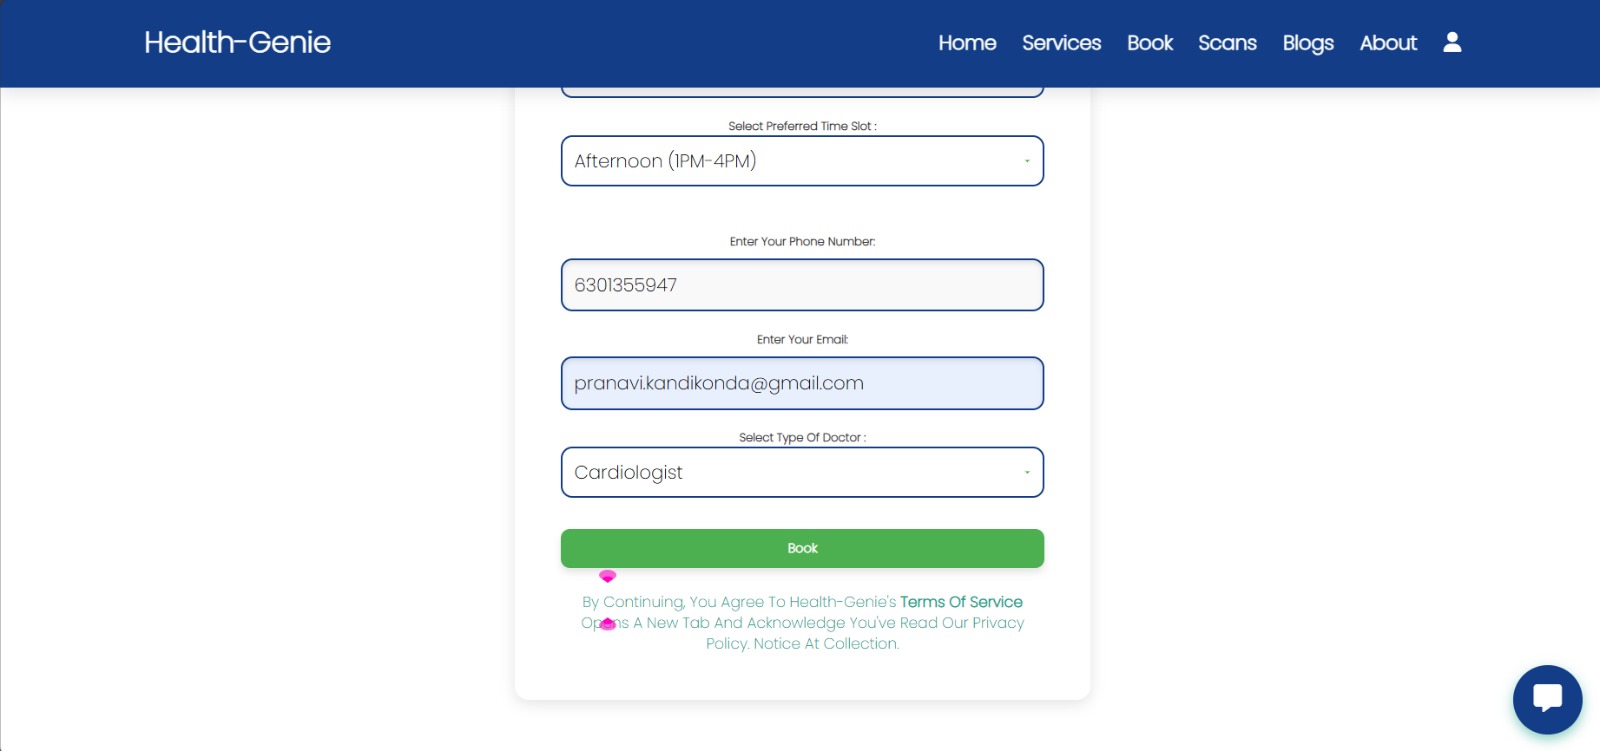 Health-Genie
Home Services Book Scans Blogs About
Select Preferred Time Slot :
Afternoon (1PM-4PM)
Enter Your Phone Number:
6301355947
Enter Your Email:
pranavi.kandikonda@gmail.com
Select Type Of Doctor :
Cardiologist
Book
By Continuing, You Agree To Health-Genie's Terms Of Service
Opens A New Tab And Acknowledge You've Read Our Privacy
Policy. Notice At Collection.